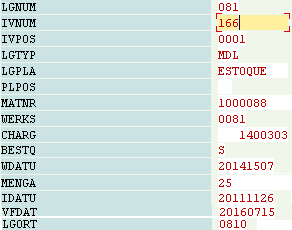 LGNUM 081
IVNUM 166
IVPOS 0001
LGTYP MDL
LGPLA ESTOQUE
PLPOS
MATNR 1000088
WERKS 0081
CHARG 1400303
BESTQ S
WDATU 20141507
MENGA 25
IDATU 20111126
VFDAT 20160715
LGORT 0810